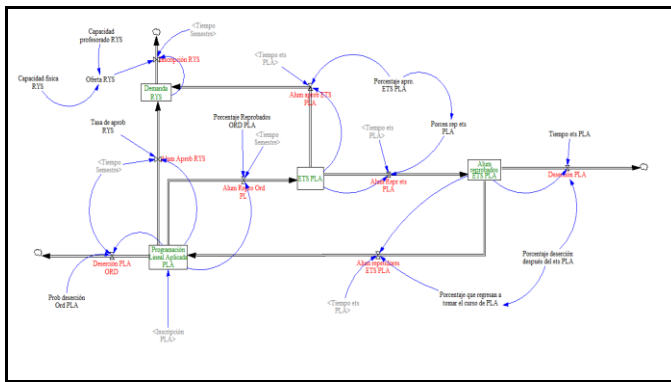 Capacidad
profesorado RYS
<Tiempo
Semestre>
Inscripción RYS
Capacidad física
RYS
Oferta RYS
Demanda
RYS
<Tiempo ets
PLA>
Alum aprob ETS
PLA
Porcentaje apro.
ETS PLA
Tasa de aprob
RYS
Porcentaje Reprobados
ORD PLA
<Tiempo
Semestre>
<Tiempo ets
PLA>
Porcen rep ets
PLA
<Tiempo
Semestre>
Alum Aprob RYS
Alum Repro Ord
PL
ETS PLA
Alum Repr ets
PLA
Alum
reprobados
ETS PLA
Tiempo ets PLA
Deserción PLA
Programación
Lineal Aplicada
PLA
Deserción PLA
ORD
Alum
ETS PLA
Porcentaje deserción
después del ets PLA
Prob deserción
Ord PLA
<Tiempo ets
PLA>
Porcentaje que regresan a
tomar el curso de PLA
<Inscripción
PLA>